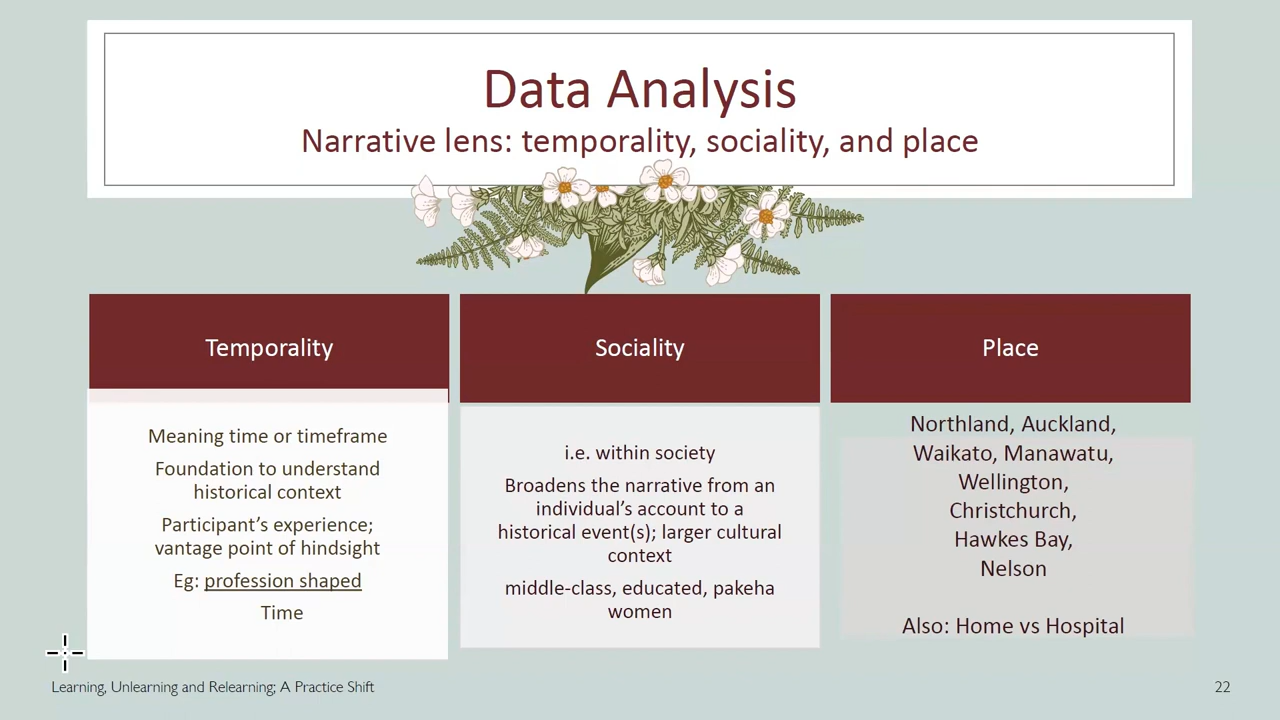 Data Analysis
Narrative lens: temporality, sociality, and place
Temporality
Meaning time or timeframe
Foundation to understand
historical context
Participant’s experience;
vantage point of hindsight
Eg: profession shaped
Time
Sociality
i.e. within society
Broadens the narrative from an
individual’s account to a
historical event(s); larger cultural
context
middle-class, educated, pakeha
women
Place
Northland, Auckland,
Waikato, Manawatu,
Wellington,
Christchurch,
Hawkes Bay,
Nelson
Also: Home vs Hospital
Learning, Unlearning and Relearning; A Practice Shift
22